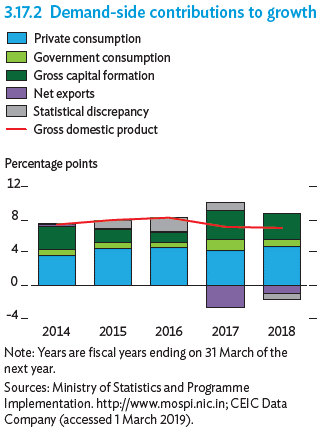 3.17.2 Demand-side contributions to growth
Private consumption
Government consumption
Gross capital formation
Net exports
Statistical discrepancy
Gross domestic product
Percentage points
12
8
4
0
-4
2014 2015 2016 2017 2018
Note: Years are fiscal years ending on 31 March of the
next year.
Sources: Ministry of Statistics and Programme
Implementation. http://www.mospi.nic.in; CEIC Data
Company (accessed 1 March 2019).